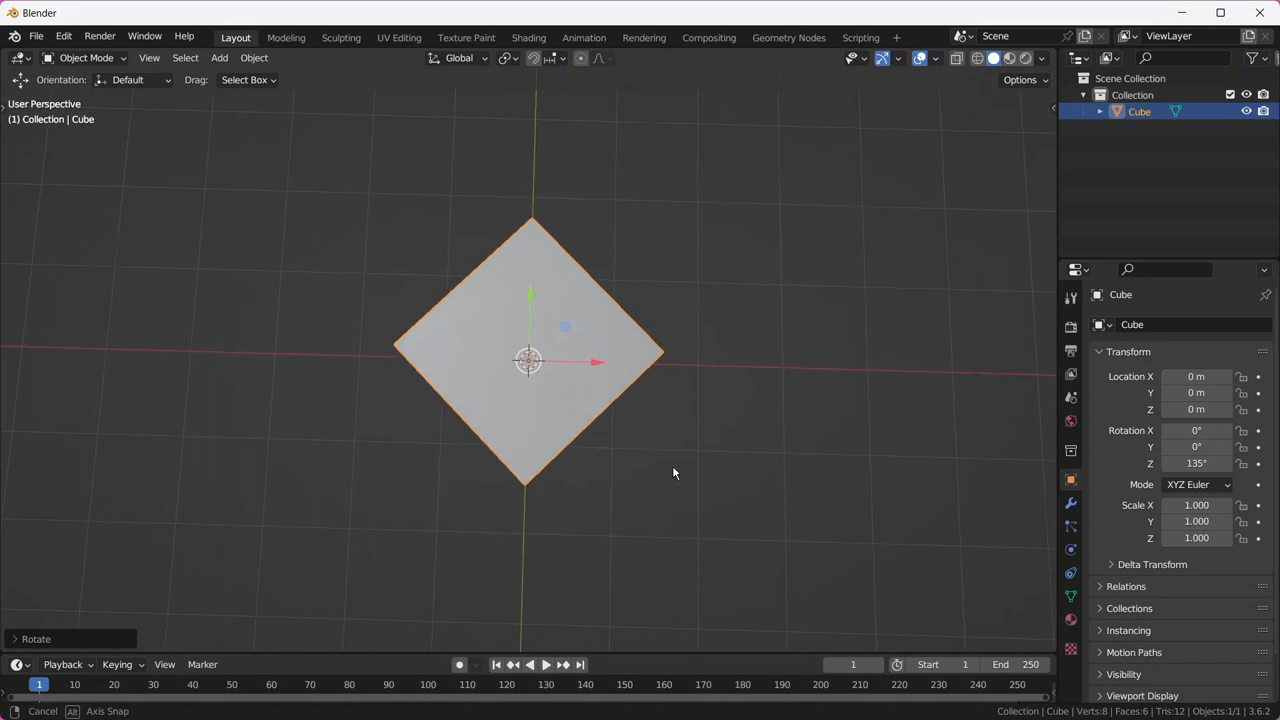 Blender
File Edit Render Window Help Layout Modeling Sculpting UV Editing Texture Paint Shading Animation Rendering Compositing Geometry Nodes Scripting + Scene ViewLayer
Object Mode View Select Add Object Global
Orientation: Default Drag: Select Box Options
User Perspective
(1) Collection | Cube
Scene Collection
Collection
Cube
Cube
Cube
Transform
Location X 0 m
Y 0 m
Z 0 m
Rotation X 0°
Y 0°
Z 135°
Mode XYZ Euler
Scale X 1.000
Y 1.000
Z 1.000
Delta Transform
Relations
Collections
Instancing
Motion Paths
Visibility
Viewport Display
Rotate
Playback Keying View Marker 1 Start 1 End 250
1 10 20 30 40 50 60 70 80 90 100 110 120 130 140 150 160 170 180 190 200 210 220 230 240 250
Cancel Alt Axis Snap Collection | Cube | Verts:8 | Faces:6 | Tris:12 | Objects:1/1 | 3.6.2